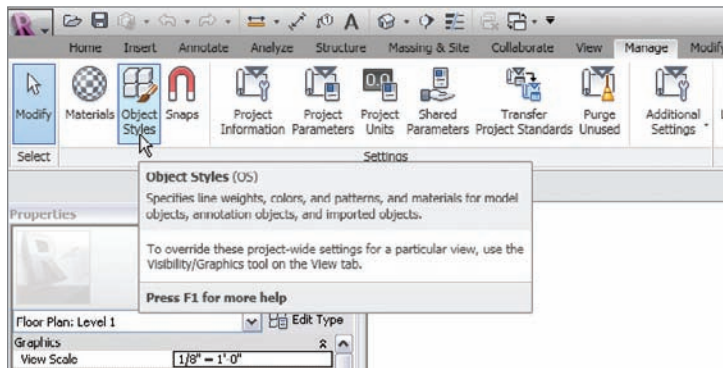 R
A
Home Insert Annotate Analyze Structure Massing & Site Collaborate View Manage Modify
0.0
Modify Materials Object Styles Snaps Project Information Project Parameters Project Units Shared Parameters Transfer Project Standards Purge Unused Additional Settings
Select Settings
Object Styles (OS)
Specifies line weights, colors, and patterns, and materials for model
objects, annotation objects, and imported objects.
To override these project-wide settings for a particular view, use the
Visibility/Graphics tool on the View tab.
Press F1 for more help
Properties
Floor Plan: Level 1 Edit Type
Graphics
View Scale 1/8" = 1'-0"